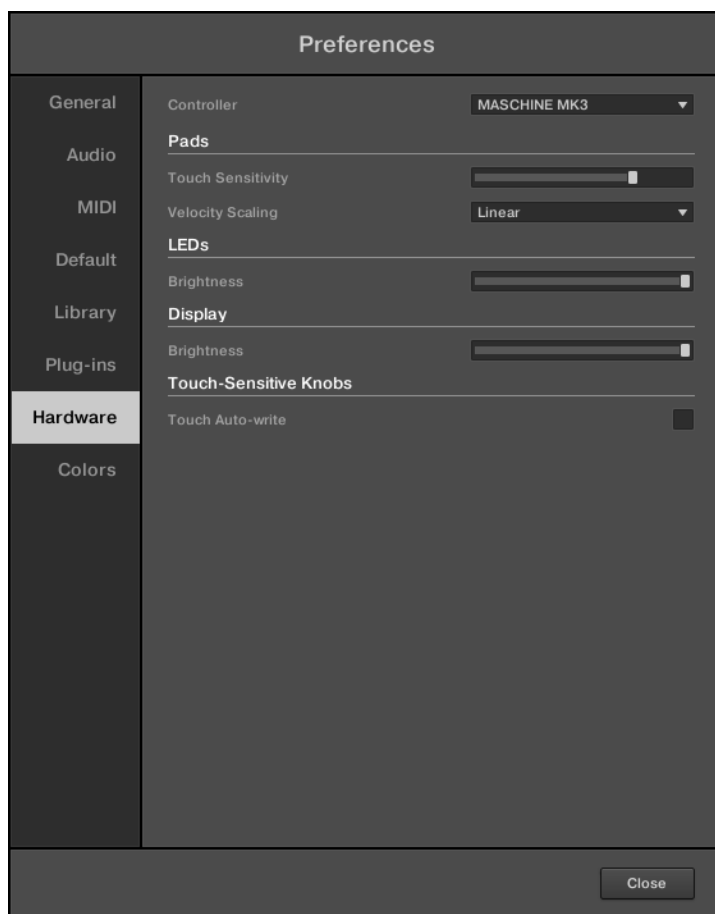 Preferences
General
Audio
MIDI
Default
Library
Plug-ins
Hardware
Colors
Controller MASCHINE MK3
Pads
Touch Sensitivity
Velocity Scaling Linear
LEDs
Brightness
Display
Brightness
Touch-Sensitive Knobs
Touch Auto-write
Close